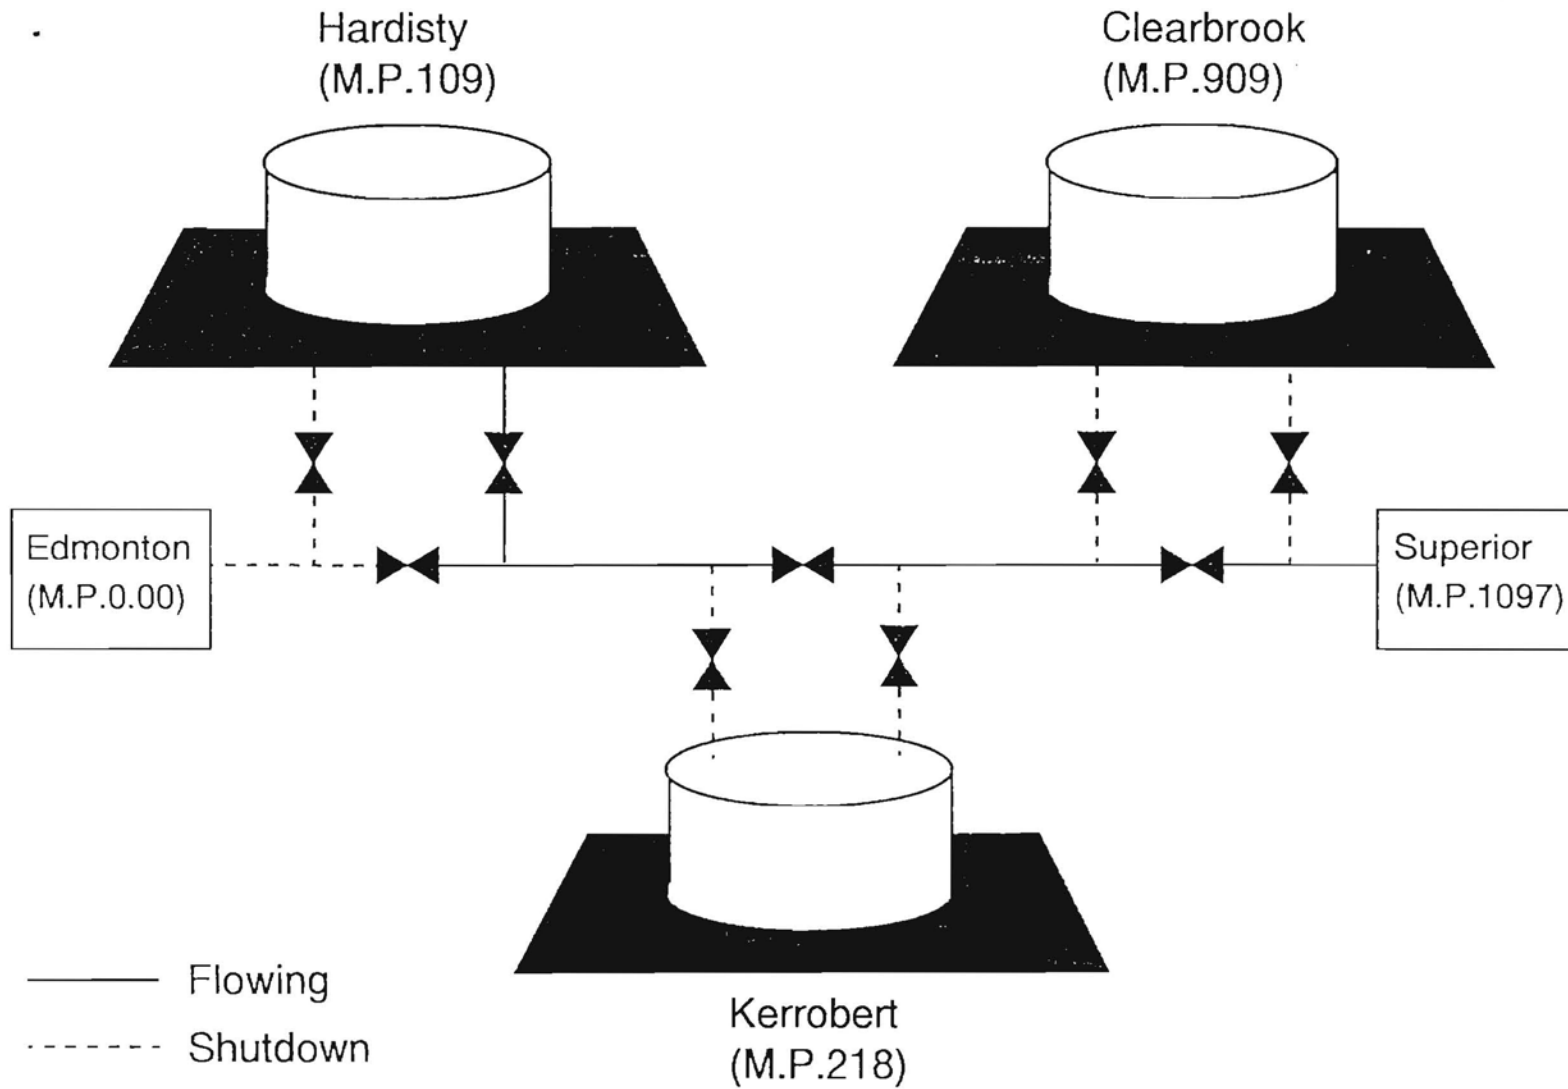 Hardisty
(M.P.109)
Clearbrook
(M.P.909)
Edmonton
(M.P.0.00)
Superior
(M.P.1097)
Flowing
Shutdown
Kerrobert
(M.P.218)